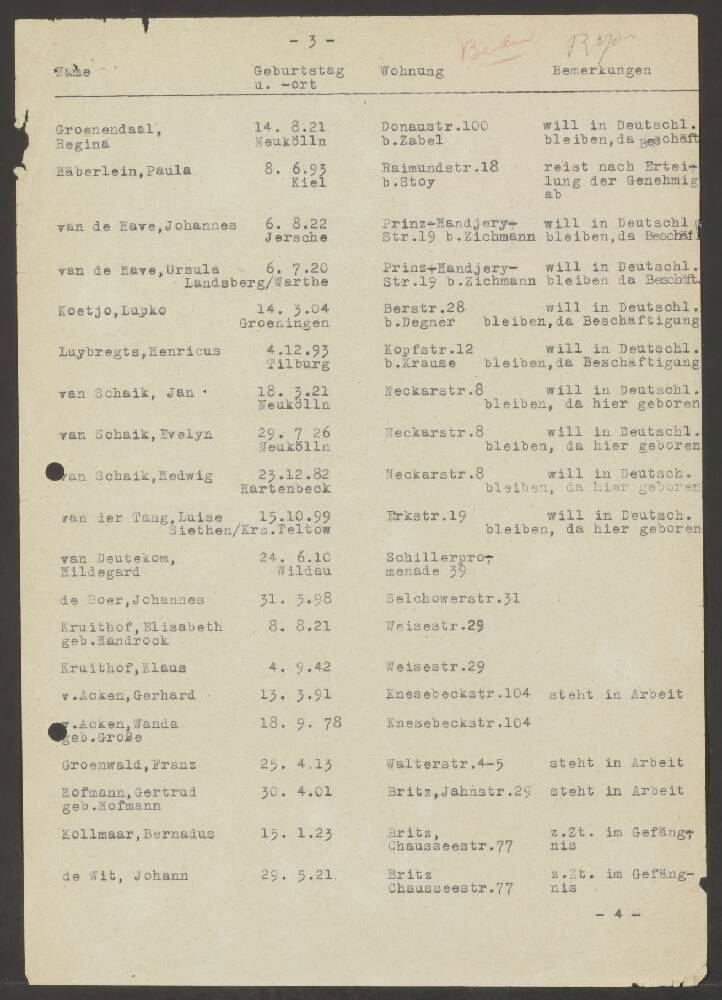 - 3 -
Name Geburtstag Wohnung Bemerkungen
u. -ort
Groenendaal, 14. 8.21 Donaustr.100 will in Deutschl.
Regina Neukölln b.Zabel bleiben,da Beschäft
Häberlein,Paula 8. 6.93 Raimundstr.18 reist nach Ertei-
Kiel b.Stoy lung der Genehmig
ab
van de Have,Johannes 6. 8.22 Prinz-Handjery- will in Deutschl
Jersche Str.19 b.Zichmann bleiben,da Beschäf
van de Have,Ursula 6. 7.20 Prinz-Handjery- will in Deutschl.
Landsberg/Warthe Str.19 b.Zichmann bleiben da Beschäft.
Koetjo,Lupko 14. 3.04 Berstr.28 will in Deutschl.
Groeningen b.Degner bleiben,da Beschäftigung
Luybregts,Henricus 4.12.93 Kopfstr.12 will in Deutschl.
Tilburg b.Krause bleiben,da Beschäftigung
van Schaik, Jan 18. 3.21 Neckarstr.8 will in Deutschl.
Neukölln bleiben, da hier geboren
van Schaik,Evelyn 29. 7 26 Neckarstr.8 will in Deutschl.
Neukölln bleiben, da hier geboren
van Schaik,Hedwig 23.12.82 Neckarstr.8 will in Deutsch.
Hartenbeck bleiben, da hier geboren
van der Tang,Luise 15.10.99 Erkstr.19 will in Deutsch.
Siethen/Krs.Teltow bleiben, da hier geboren
van Deutekom, 24. 6.10 Schillerpro-
Hildegard Wildau menade 39
de Boer,Johannes 31. 5.98 Selchowerstr.31
Kruithof,Elisabeth 8. 8.21 Weisestr.29
geb.Handrock
Kruithof,Klaus 4. 9.42 Weisestr.29
v.Acken,Gerhard 13. 3.91 Knesebeckstr.104 steht in Arbeit
v.Acken,Wanda 18. 9. 78 Knesebeckstr.104
geb.Große
Groenwald,Franz 25. 4.13 Walterstr.4-5 steht in Arbeit
Hofmann,Gertrud 30. 4.01 Britz,Jahnstr.29 steht in Arbeit
geb.Hofmann
Kollmaar,Bernadus 15. 1.23 Britz, z.Zt. im Gefäng-
Chausseestr.77 nis
de Wit, Johann 29. 5.21 Britz z.Zt. im Gefäng-
Chausseestr.77 nis
- 4 -